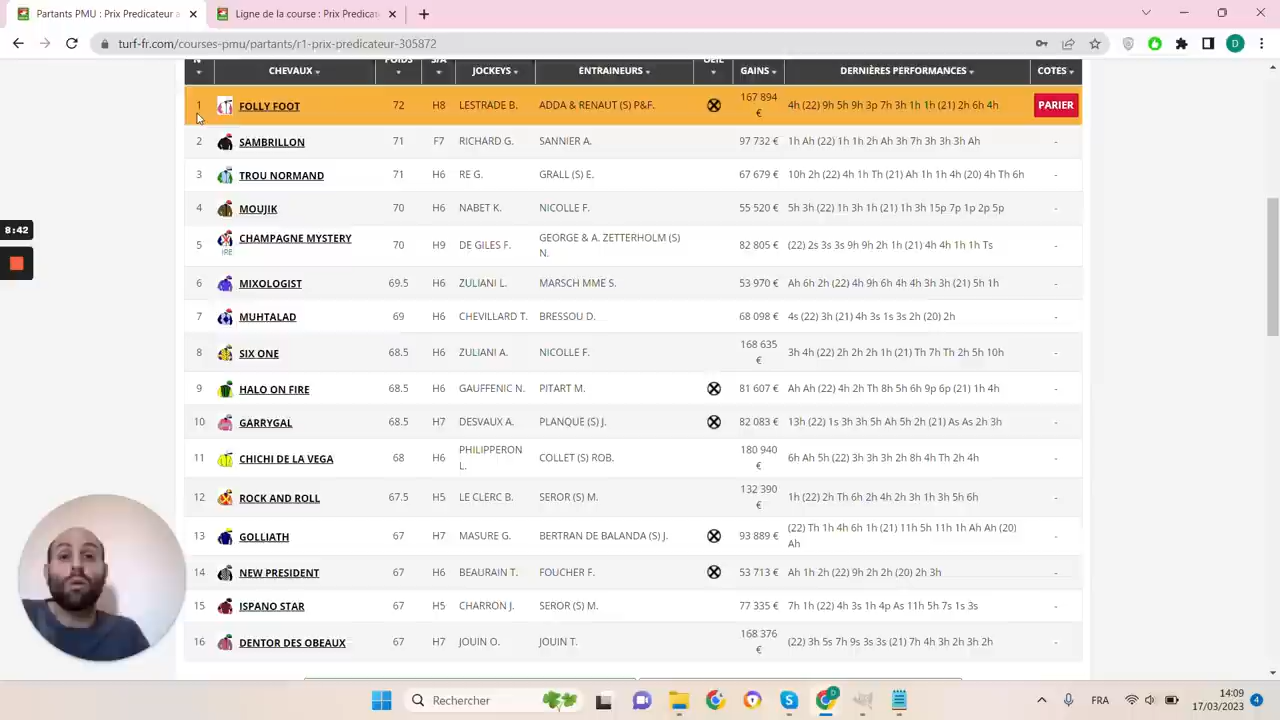 Partants PMU : Prix Predicateur a
Ligne de la course : Prix Predicat
turf-fr.com/courses-pmu/partants/r1-prix-predicateur-305872
D
N° CHEVAUX POIDS S/A JOCKEYS ENTRAINEURS OEIL GAINS DERNIÈRES PERFORMANCES COTES
1 FOLLY FOOT 72 H8 LESTRADE B. ADDA & RENAUT (S) P&F. 167 894 € 4h (22) 9h 5h 9h 3p 7h 3h 1h 1h (21) 2h 6h 4h PARIER
2 SAMBRILLON 71 F7 RICHARD G. SANNIER A. 97 732 € 1h Ah (22) 1h 1h 2h Ah 3h 7h 3h 3h 3h Ah -
3 TROU NORMAND 71 H6 RE G. GRALL (S) E. 67 679 € 10h 2h (22) 4h 1h Th (21) Ah 1h 1h 4h (20) 4h Th 6h -
4 MOUJIK 70 H6 NABET K. NICOLLE F. 55 520 € 5h 3h (22) 1h 3h 1h (21) 1h 3h 15p 7p 1p 2p 5p -
5 CHAMPAGNE MYSTERY IRE 70 H9 DE GILES F. GEORGE & A. ZETTERHOLM (S) N. 82 805 € (22) 2s 3s 3s 9h 9h 2h 1h (21) 4h 4h 1h 1h Ts -
6 MIXOLOGIST 69.5 H6 ZULIANI L. MARSCH MME S. 53 970 € Ah 6h 2h (22) 4h 9h 6h 4h 4h 3h 3h (21) 5h 1h -
7 MUHTALAD 69 H6 CHEVILLARD T. BRESSOU D. 68 098 € 4s (22) 3h (21) 4h 3s 1s 3s 2h (20) 2h -
8 SIX ONE 68.5 H6 ZULIANI A. NICOLLE F. 168 635 € 3h 4h (22) 2h 2h 2h 1h (21) Th 7h Th 2h 5h 10h -
9 HALO ON FIRE 68.5 H6 GAUFFENIC N. PITART M. 81 607 € Ah Ah (22) 4h 2h Th 8h 5h 6h 9p 6p (21) 1h 4h -
10 GARRYGAL 68.5 H7 DESVAUX A. PLANQUE (S) J. 82 083 € 13h (22) 1s 3h 3h 5h Ah 5h 2h (21) As As 2h 3h -
11 CHICHI DE LA VEGA 68 H6 PHILIPPERON L. COLLET (S) ROB. 180 940 € 6h Ah 5h (22) 3h 3h 3h 2h 8h 4h Th 2h 4h -
12 ROCK AND ROLL 67.5 H5 LE CLERC B. SEROR (S) M. 132 390 € 1h (22) 2h Th 6h 2h 4h 2h 3h 1h 3h 5h 6h -
13 GOLLIATH 67 H7 MASURE G. BERTRAN DE BALANDA (S) J. 93 889 € (22) Th 1h 4h 6h 1h (21) 11h 5h 11h 1h Ah Ah (20) Ah -
14 NEW PRESIDENT 67 H6 BEAURAIN T. FOUCHER F. 53 713 € Ah 1h 2h (22) 9h 2h 2h (20) 2h 3h -
15 ISPANO STAR 67 H5 CHARRON J. SEROR (S) M. 77 335 € 7h 1h (22) 4h 3s 1h 4p As 11h 5h 7s 1s 3s -
16 DENTOR DES OBEAUX 67 H7 JOUIN O. JOUIN T. 168 376 € (22) 3h 5s 7h 9s 3s 3s (21) 7h 4h 3h 2h 3h 2h -
8:42
Rechercher
FRA
14:09
17/03/2023
4